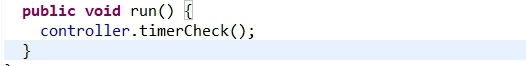 public void run() {
controller.timerCheck();
}